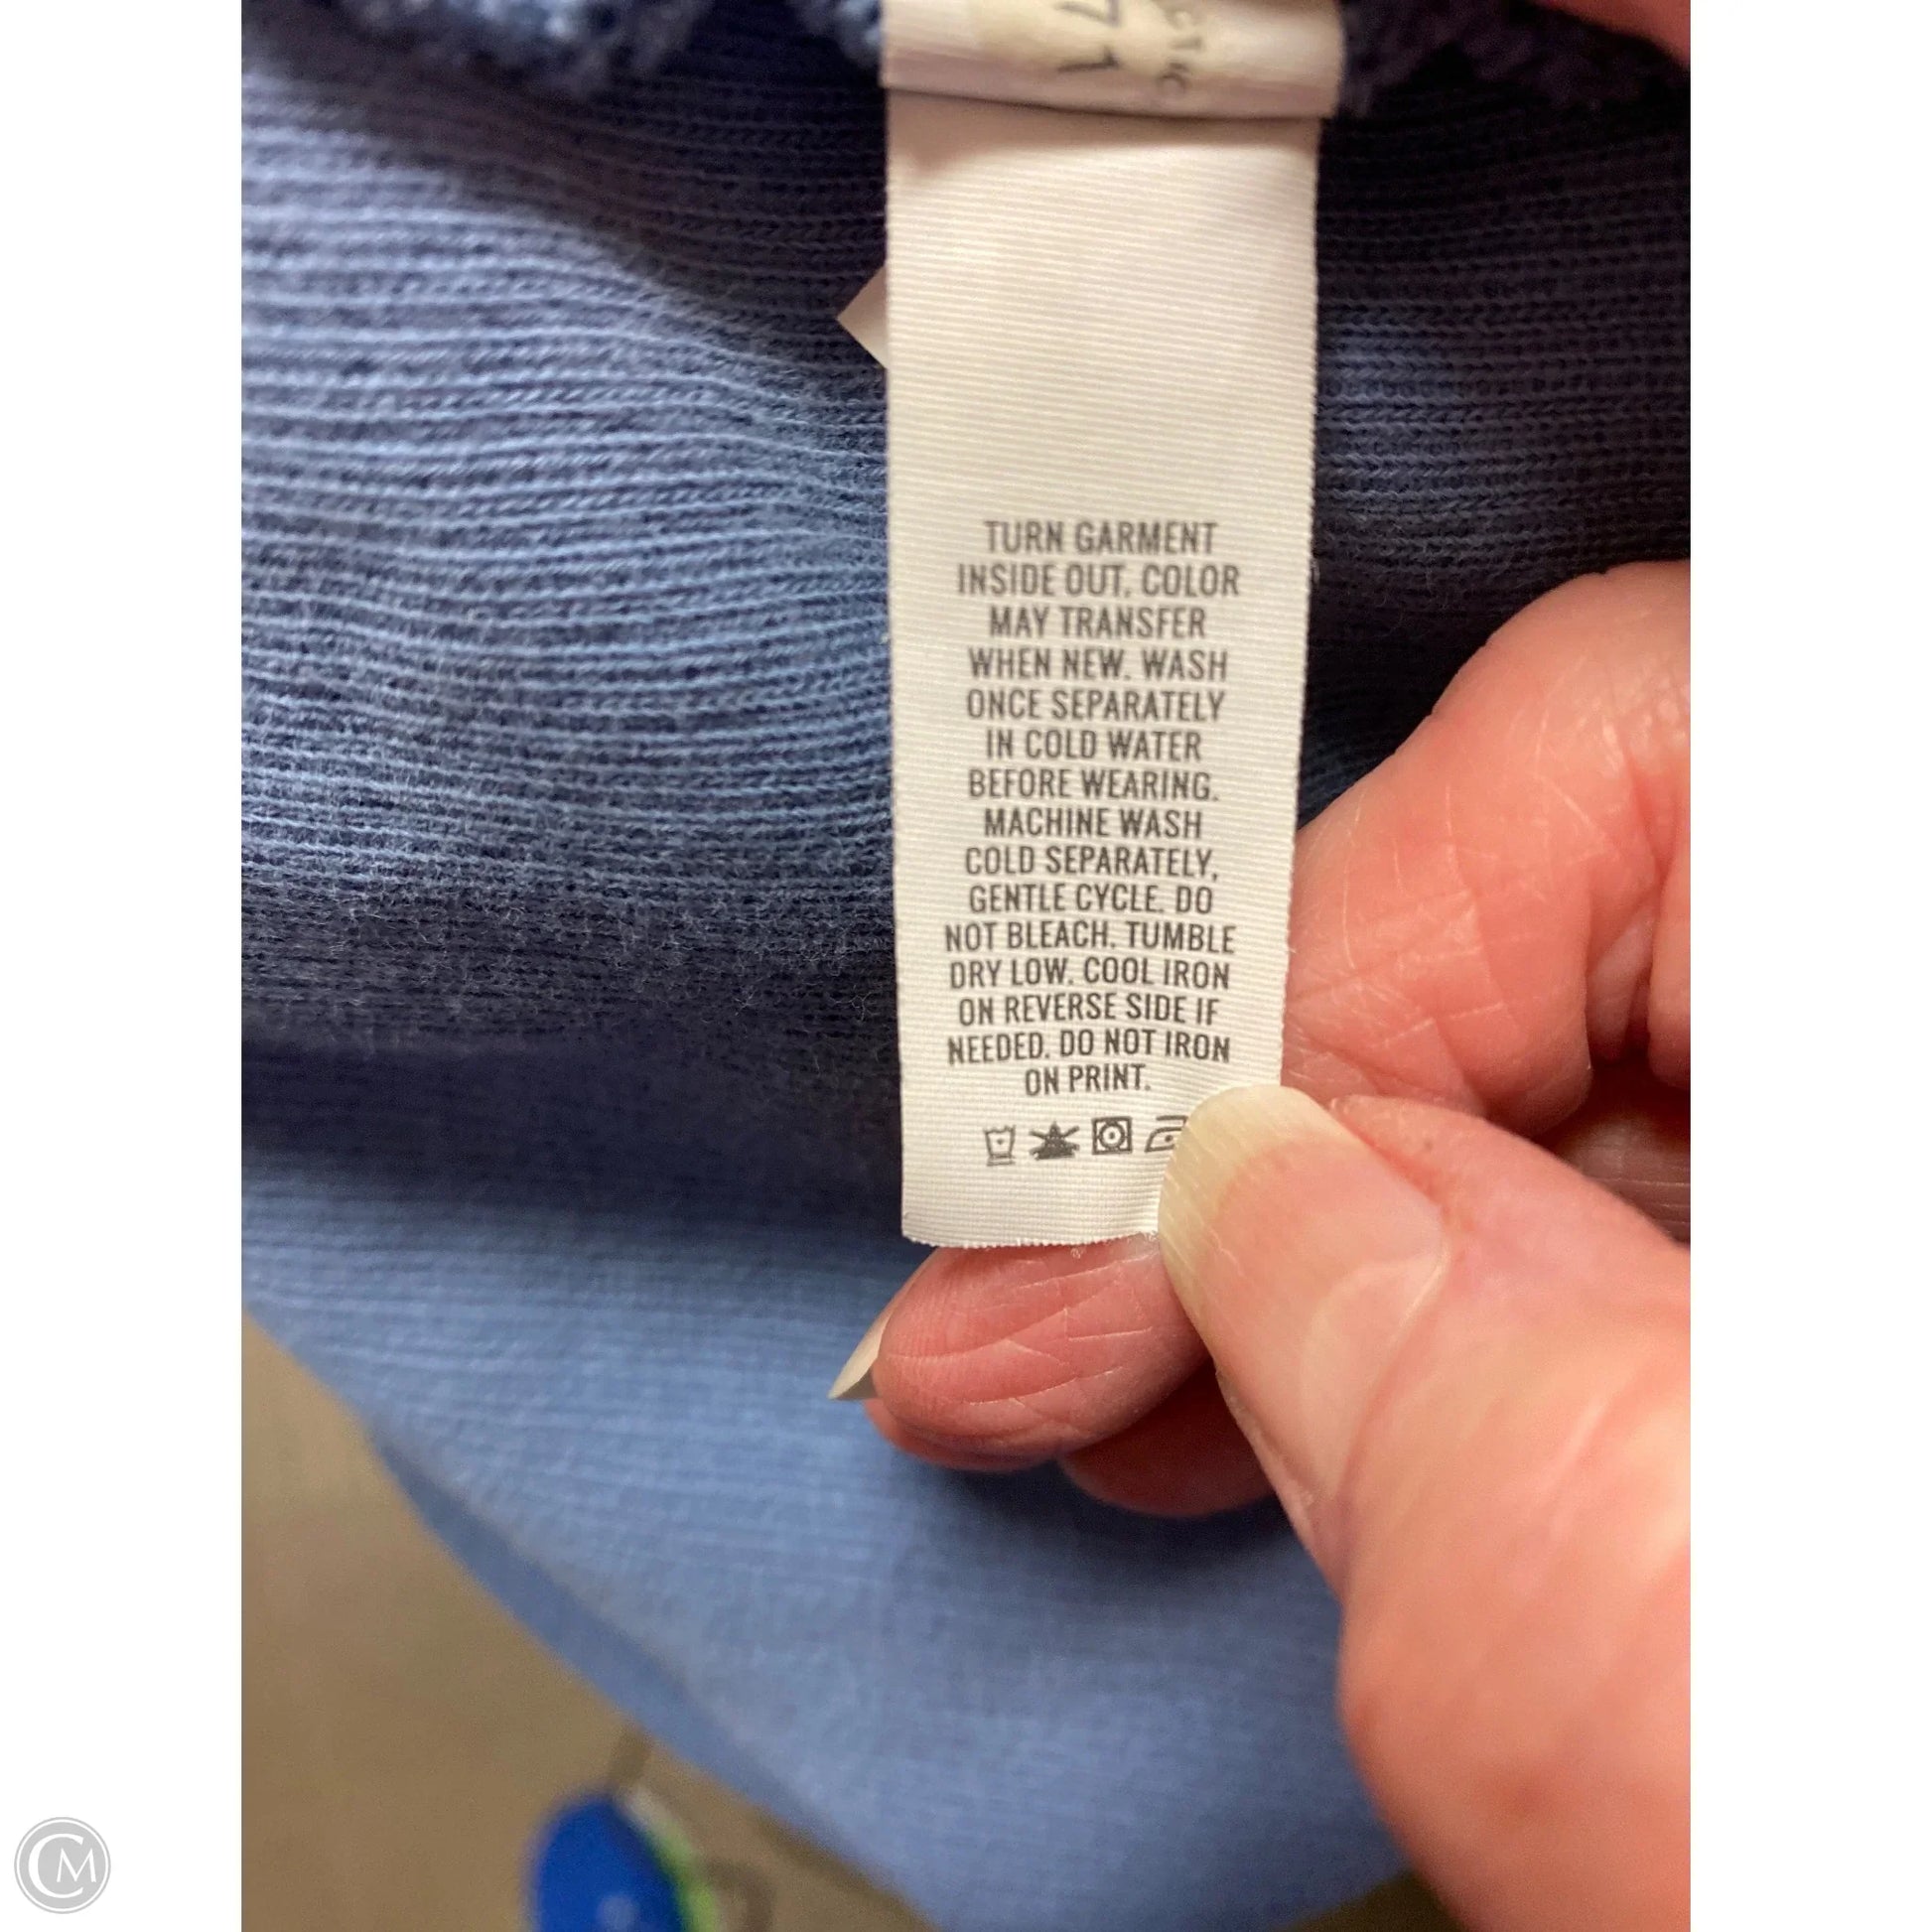 71
TURN GARMENT
INSIDE OUT. COLOR
MAY TRANSFER
WHEN NEW. WASH
ONCE SEPARATELY
IN COLD WATER
BEFORE WEARING.
MACHINE WASH
COLD SEPARATELY,
GENTLE CYCLE. DO
NOT BLEACH. TUMBLE
DRY LOW. COOL IRON
ON REVERSE SIDE IF
NEEDED. DO NOT IRON
ON PRINT.
CM